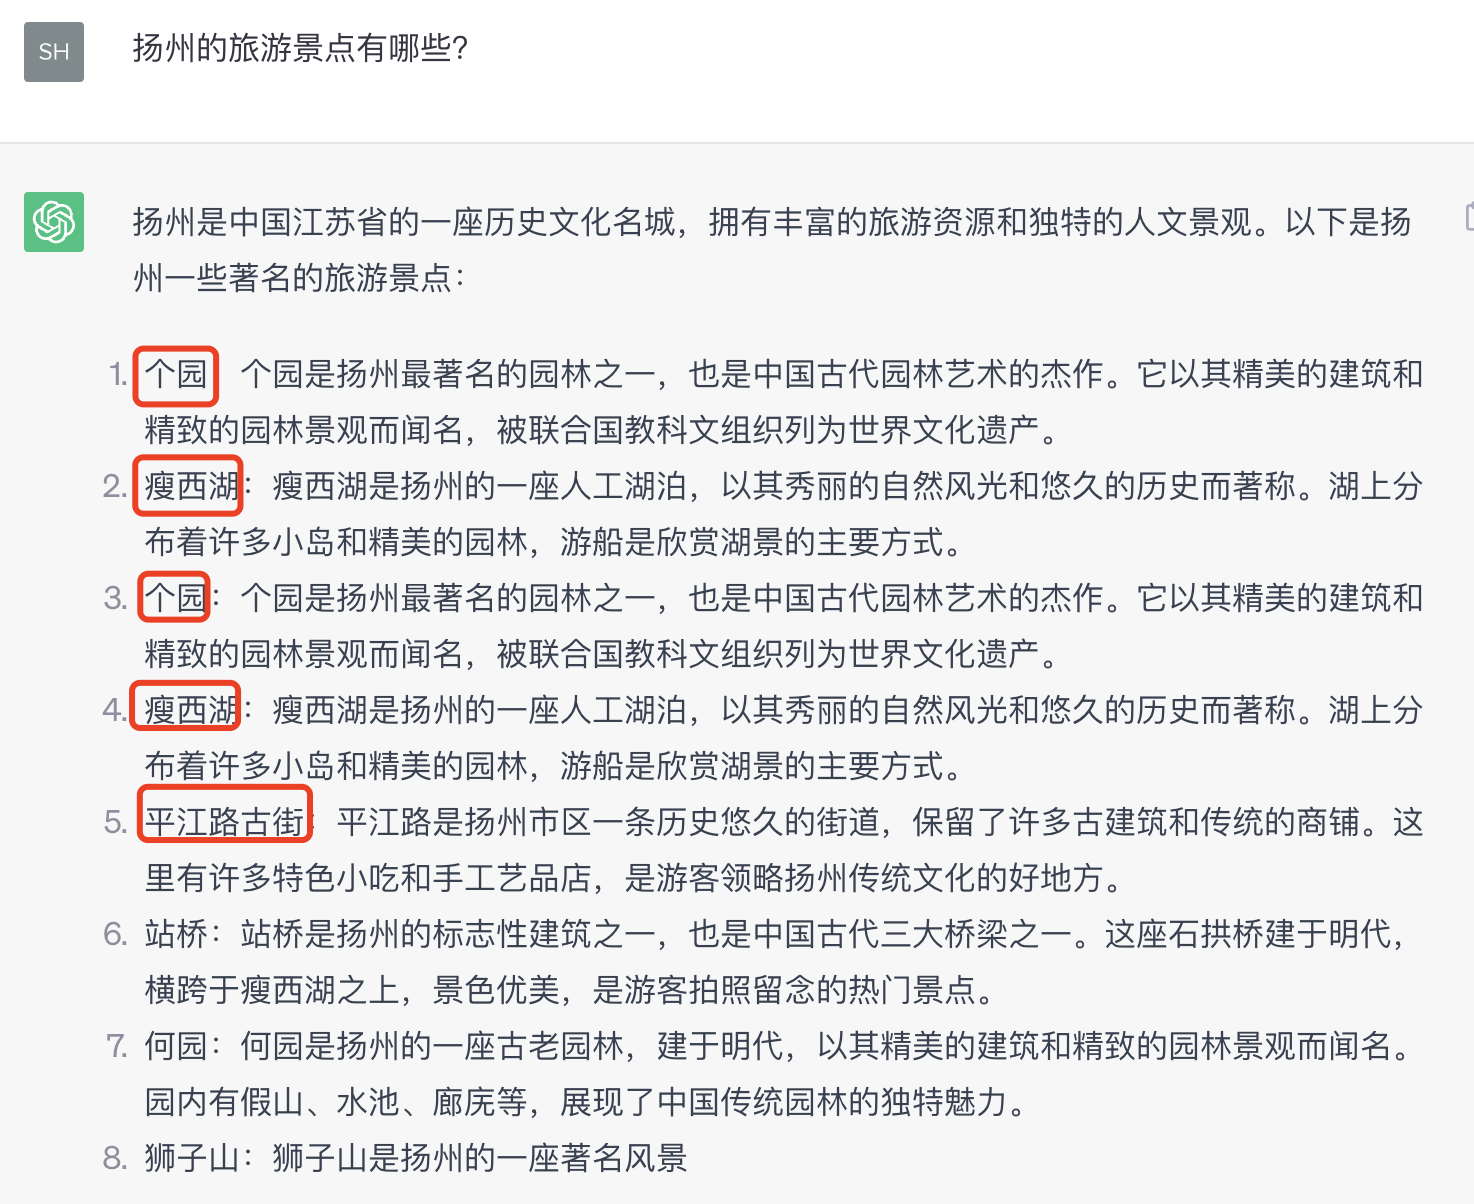 SH
扬州的旅游景点有哪些?
扬州是中国江苏省的一座历史文化名城，拥有丰富的旅游资源和独特的人文景观。以下是扬
州一些著名的旅游景点：
1. 个园 个园是扬州最著名的园林之一，也是中国古代园林艺术的杰作。它以其精美的建筑和
精致的园林景观而闻名，被联合国教科文组织列为世界文化遗产。
2. 瘦西湖：瘦西湖是扬州的一座人工湖泊，以其秀丽的自然风光和悠久的历史而著称。湖上分
布着许多小岛和精美的园林，游船是欣赏湖景的主要方式。
3. 个园：个园是扬州最著名的园林之一，也是中国古代园林艺术的杰作。它以其精美的建筑和
精致的园林景观而闻名，被联合国教科文组织列为世界文化遗产。
4. 瘦西湖：瘦西湖是扬州的一座人工湖泊，以其秀丽的自然风光和悠久的历史而著称。湖上分
布着许多小岛和精美的园林，游船是欣赏湖景的主要方式。
5. 平江路古街：平江路是扬州市区一条历史悠久的街道，保留了许多古建筑和传统的商铺。这
里有许多特色小吃和手工艺品店，是游客领略扬州传统文化的好地方。
6. 站桥：站桥是扬州的标志性建筑之一，也是中国古代三大桥梁之一。这座石拱桥建于明代，
横跨于瘦西湖之上，景色优美，是游客拍照留念的热门景点。
7. 何园：何园是扬州的一座古老园林，建于明代，以其精美的建筑和精致的园林景观而闻名。
园内有假山、水池、廊庑等，展现了中国传统园林的独特魅力。
8. 狮子山：狮子山是扬州的一座著名风景